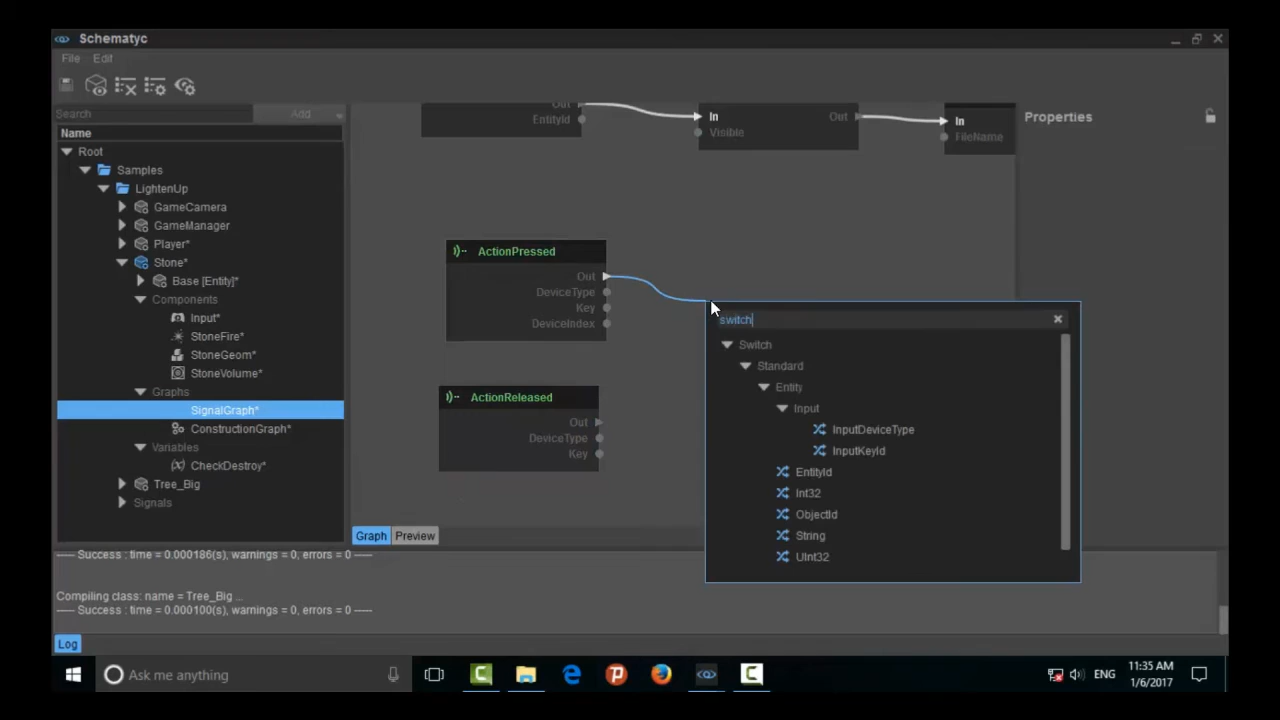 Schematyc
File Edit
Search Add
Name
Root
Samples
LightenUp
GameCamera
GameManager
Player*
Stone*
Base [Entity]*
Components
Input*
StoneFire*
StoneGeom*
StoneVolume*
Graphs
SignalGraph*
ConstructionGraph*
Variables
CheckDestroy*
Tree_Big
Signals
Out
EntityId
In
Out
Visible
In
FileName
ActionPressed
Out
DeviceType
Key
DeviceIndex
ActionReleased
Out
DeviceType
Key
switch
Switch
Standard
Entity
Input
InputDeviceType
InputKeyId
EntityId
Int32
ObjectId
String
UInt32
Properties
Graph Preview
----- Success : time = 0.000186(s), warnings = 0, errors = 0 -----
Compiling class: name = Tree_Big ...
----- Success : time = 0.000100(s), warnings = 0, errors = 0 -----
Log
Ask me anything
ENG
11:35 AM
1/6/2017